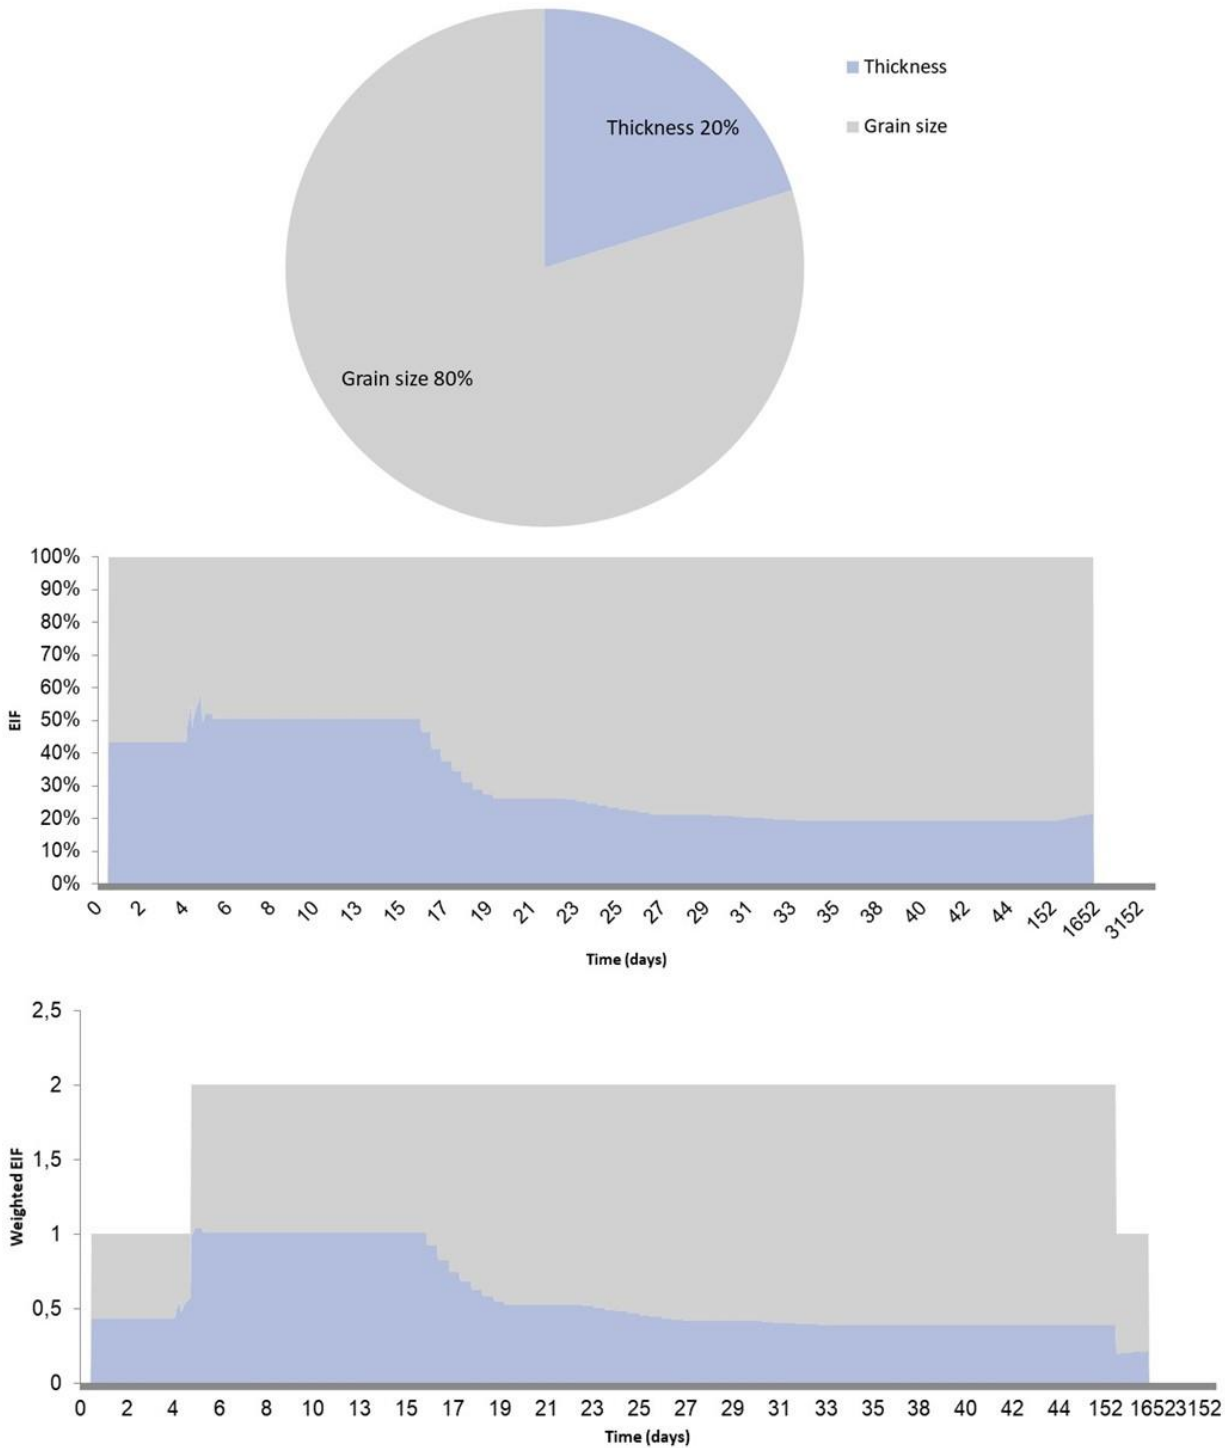 Thickness
Thickness 20%
Grain size
Grain size 80%
100%
90%
80%
70%
60%
50%
40%
30%
20%
10%
0%
EIF
0 2 4 6 8 10 13 15 17 19 21 23 25 27 29 31 33 35 38 40 42 44 152 1652 3152
Time (days)
2,5
2
1,5
1
0,5
0
Weighted EIF
0 2 4 6 8 10 13 15 17 19 21 23 25 27 29 31 33 35 38 40 42 44 152 16523152
Time (days)